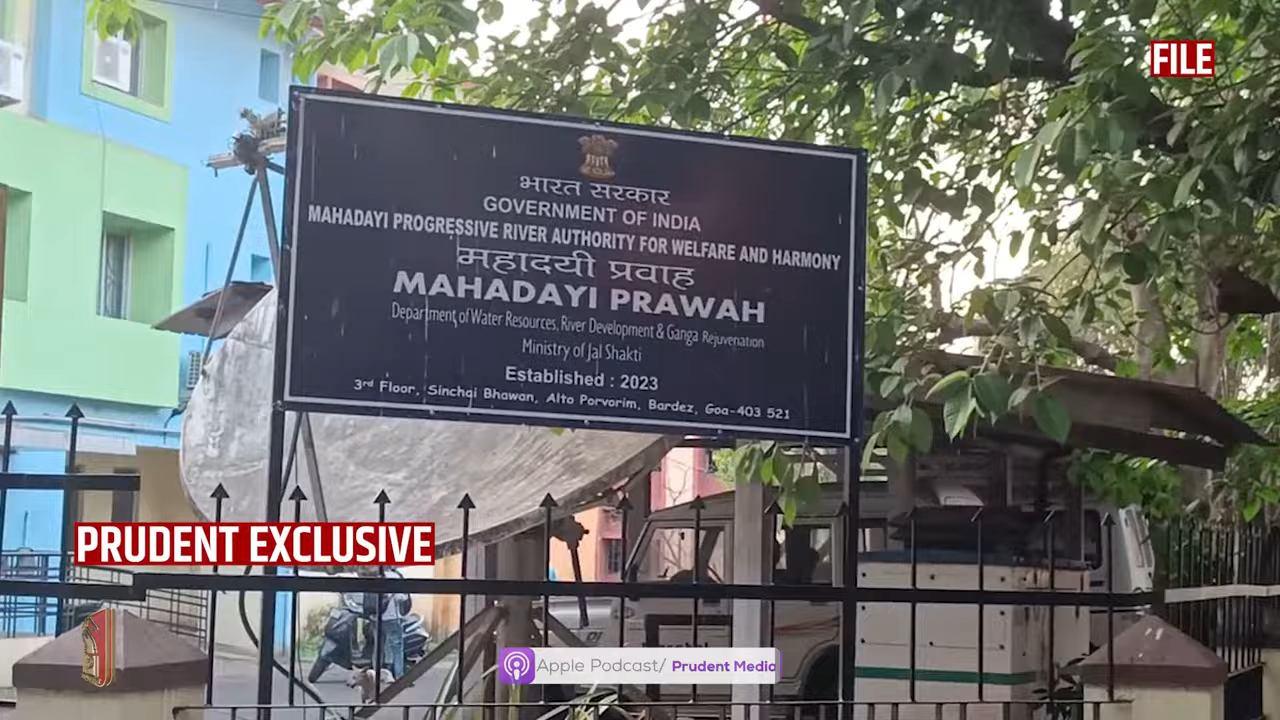 FILE
भारत सरकार
GOVERNMENT OF INDIA
MAHADAYI PROGRESSIVE RIVER AUTHORITY FOR WELFARE AND HARMONY
महादयी प्रवाह
MAHADAYI PRAWAH
Department of Water Resources, River Development & Ganga Rejuvenation
Ministry of Jal Shakti
Established : 2023
3rd Floor, Sinchai Bhawan, Alto Porvorim, Bardez, Goa-403 521
PRUDENT EXCLUSIVE
Apple Podcast/ Prudent Media